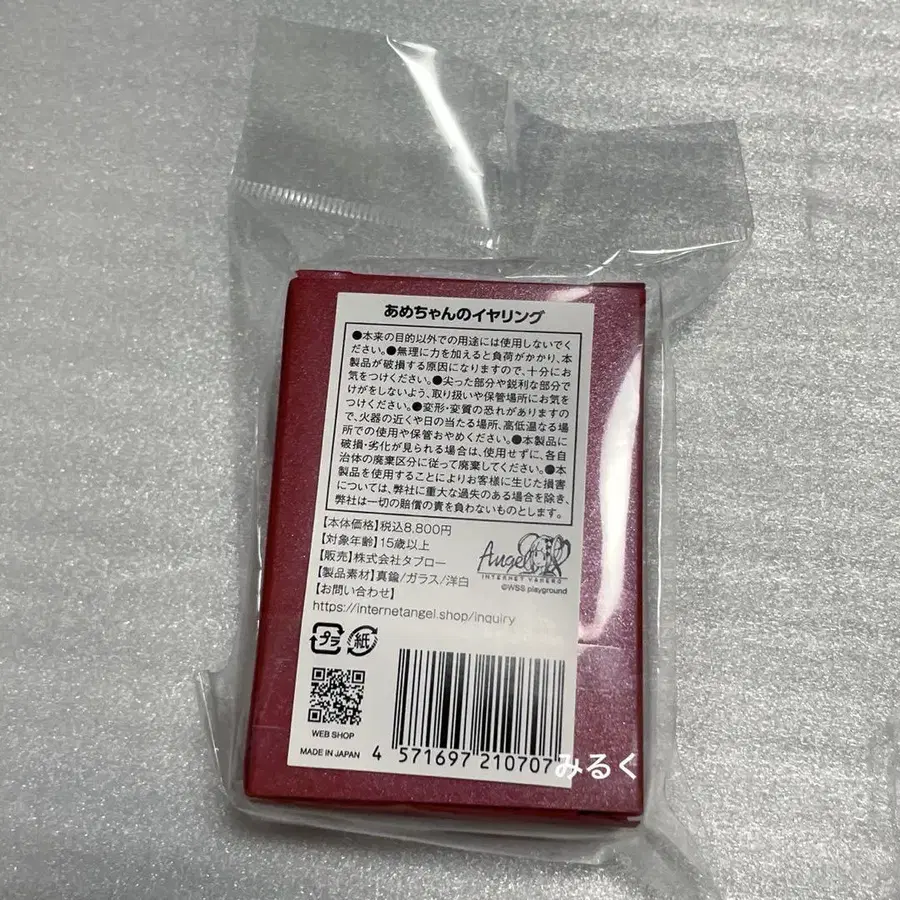 あめちゃんのイヤリング
●本来の目的以外での用途には使用しないでく
ださい。●無理に力を加えると負荷がかかり、本
製品が破損する原因になりますので、十分にお
気をつけください。●尖った部分や鋭利な部分で
けがをしないよう、取り扱いや保管場所にお気を
つけください。●変形・変質の恐れがありますの
で、火器の近くや日の当たる場所、高低温なる場
所での使用や保管おやめください。●本製品に
破損・劣化が見られる場合は、使用せずに、各自
治体の廃棄区分に従って廃棄してください。●本
製品を使用することによりお客様に生じた損害
については、弊社に重大な過失のある場合を除き、
弊社は一切の賠償の責を負わないものとします。
【本体価格】税込8,800円
【対象年齢】15歳以上
【販売】株式会社タブロー
【製品素材】真鍮/ガラス/洋白
【お問い合わせ】
https://internetangel.shop/inquiry
Angel
INTERNET YAMERO
©WSS playground
プラ 紙
WEB SHOP
MADE IN JAPAN
4 571697 210707
みるく